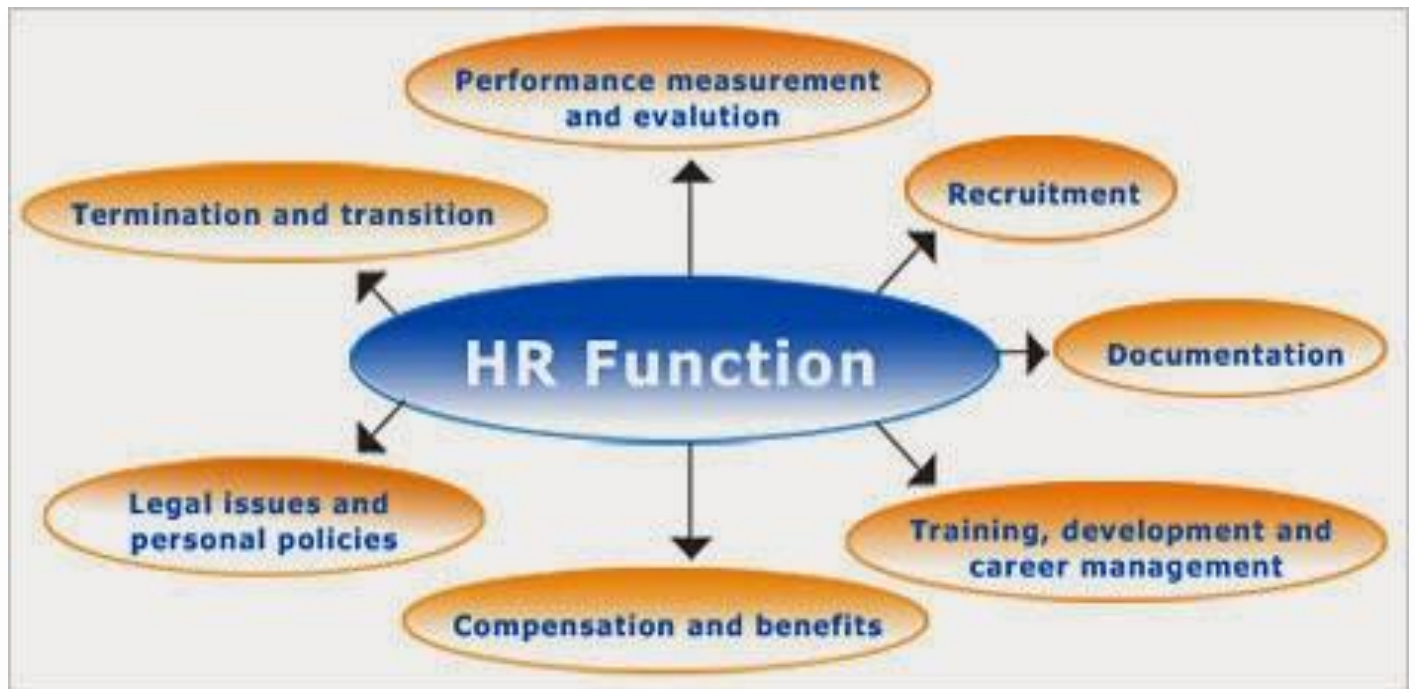 Performance measurement
and evalution
Recruitment
Termination and transition
HR Function
Documentation
Legal issues and
personal policies
Training, development and
career management
Compensation and benefits